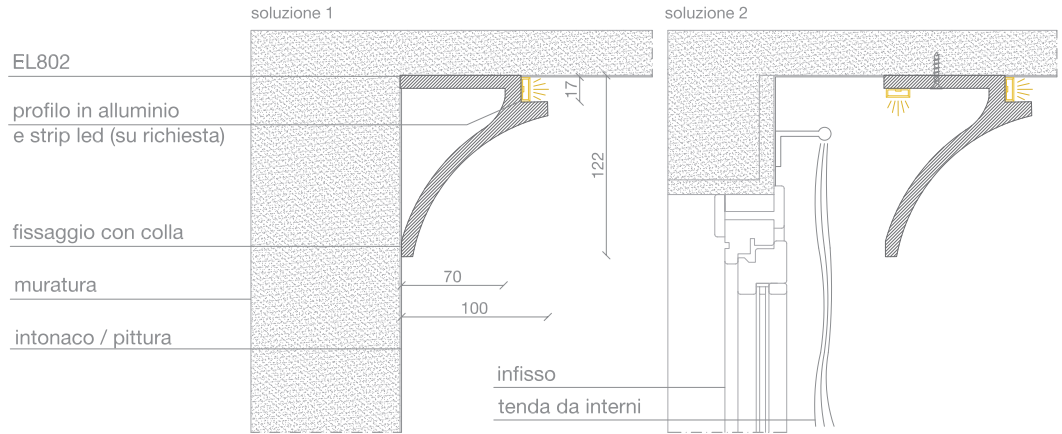 soluzione 1
soluzione 2
EL802
profilo in alluminio
e strip led (su richiesta)
17
122
fissaggio con colla
70
muratura
100
intonaco / pittura
infisso
tenda da interni